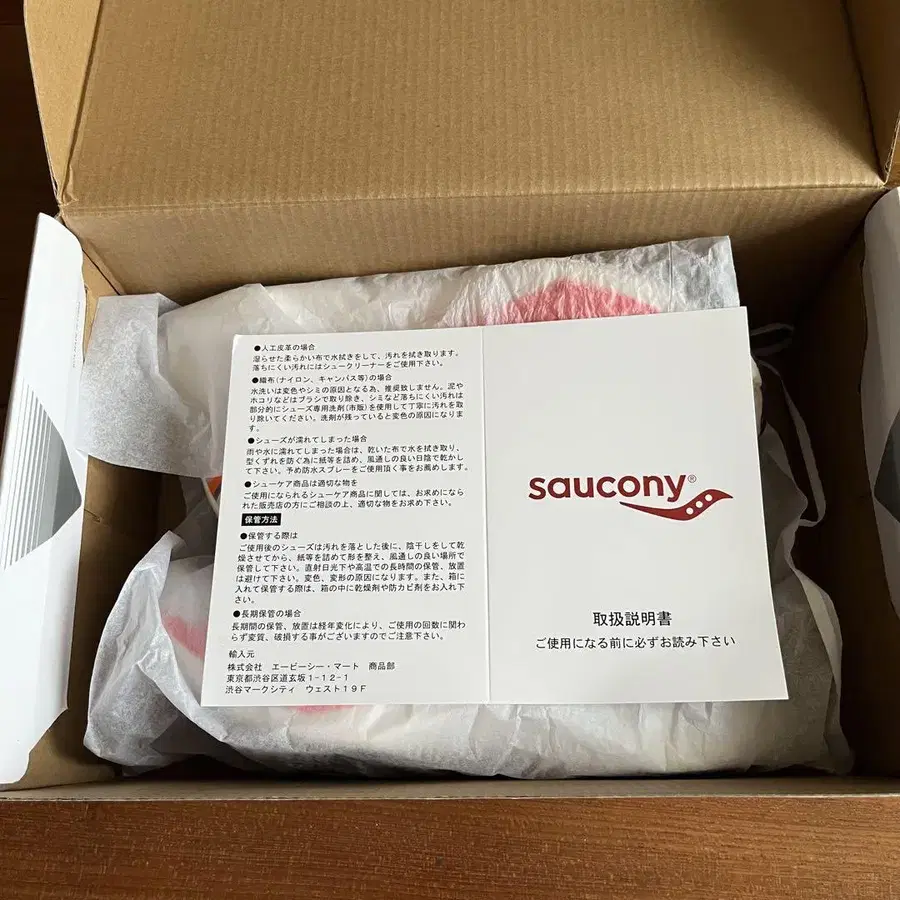 ●人工皮革の場合
湿らせた柔らかい布で水拭きをして、汚れを拭き取ります。
落ちにくい汚れにはシュークリーナーをご使用下さい。
●織布(ナイロン、キャンバス等)の場合
水洗いは変色やシミの原因となる為、推奨致しません。泥や
ホコリなどはブラシで取り除き、シミなど落ちにくい汚れは
部分的にシューズ専用洗剤(市販)を使用して丁寧に汚れを取
り除いてください。洗剤が残っていると変色の原因になりま
す。
●シューズが濡れてしまった場合
雨や水に濡れてしまった場合は、乾いた布で水を拭き取り、
型くずれを防ぐ為に紙等を詰め、風通しの良い日陰で乾かし
て下さい。予め防水スプレーをご使用頂く事をお薦めします。
●シューケア商品は適切な物を
ご使用になられるシューケア商品に関しては、お求めになら
れた販売店の方にご相談の上、適切な物をお求め下さい。
保管方法
●保管する際は
ご使用後のシューズは汚れを落とした後に、陰干しをして乾
燥させてから、紙等を詰めて形を整え、風通しの良い場所で
保管して下さい。直射日光下や高温での長時間の保管、放置
は避けて下さい。変色、変形の原因になります。また、箱に
入れて保管する際は、箱の中に乾燥剤や防カビ剤をお入れ下
さい。
●長期保管の場合
長期間の保管、放置は経年変化により、ご使用の回数に関わ
らず変質、破損する事がございますのでご注意下さい。
輸入元
株式会社 エービーシー・マート 商品部
東京都渋谷区道玄坂1-12-1
渋谷マークシティ ウェスト19F
saucony®
取扱説明書
ご使用になる前に必ずお読み下さい